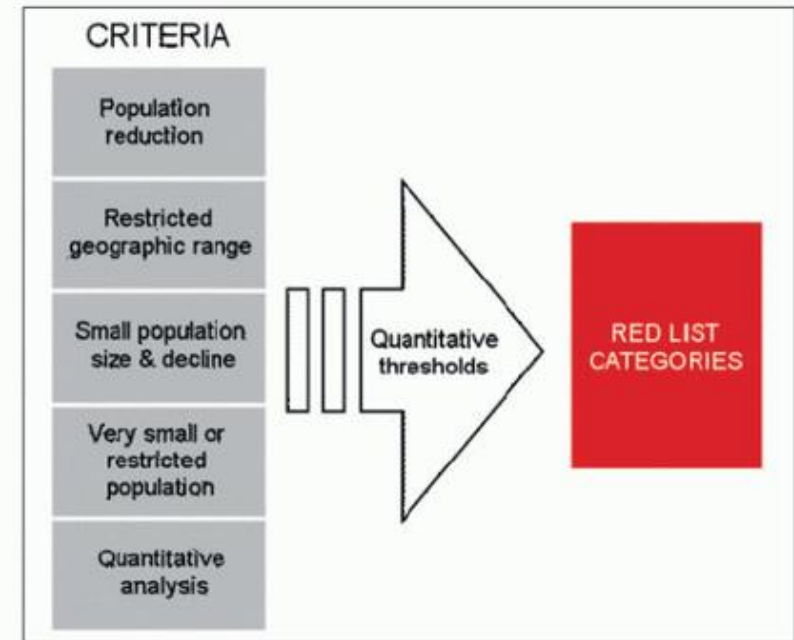 CRITERIA
Population
reduction
Restricted
geographic range
Small population
size & decline
Very small or
restricted
population
Quantitative
analysis
Quantitative
thresholds
RED LIST
CATEGORIES